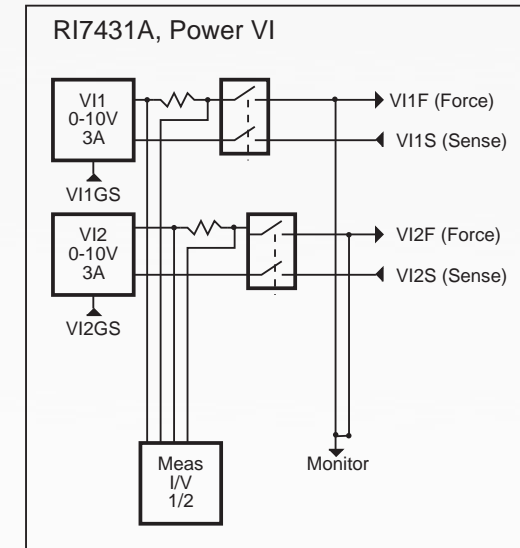 RI7431A, Power VI
VI1
0-10V
3A
VI1F (Force)
VI1S (Sense)
VI1GS
VI2
0-10V
3A
VI2F (Force)
VI2S (Sense)
VI2GS
Meas
I/V
1/2
Monitor